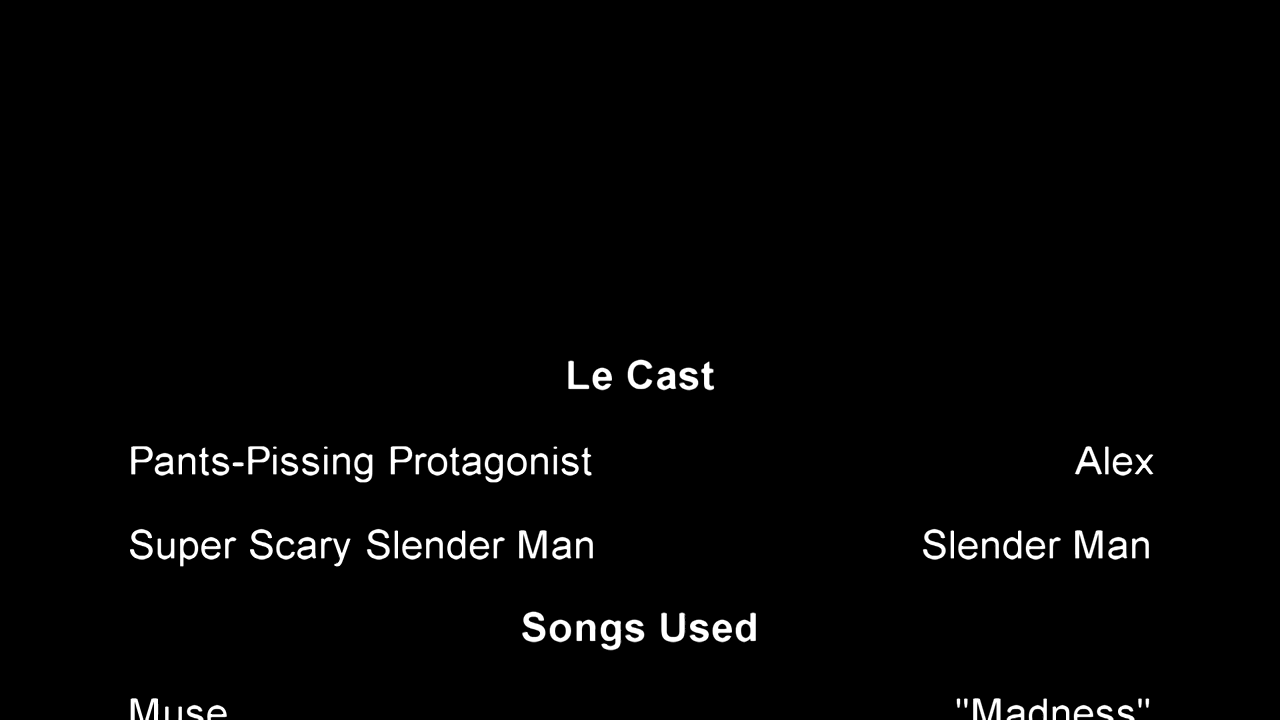 Le Cast
Pants-Pissing Protagonist Alex
Super Scary Slender Man Slender Man
Songs Used
Muse "Madness"